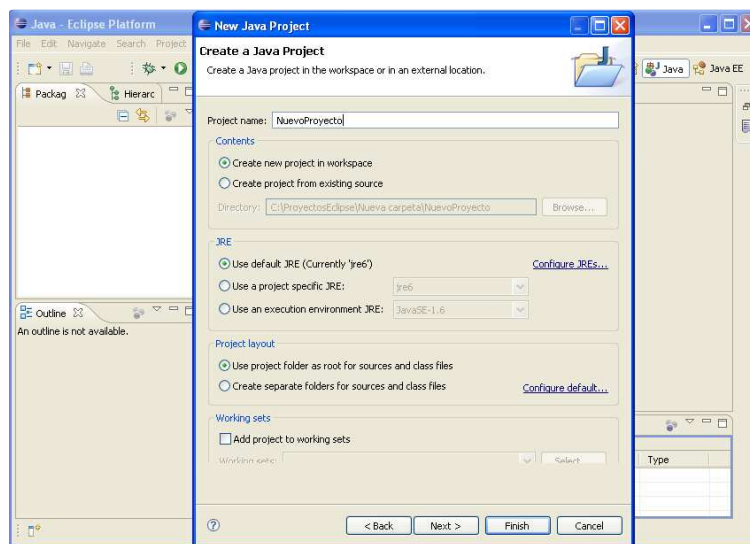 Java - Eclipse Platform
File Edit Navigate Search Project
Packag
Hierarc
Java
Java EE
Outline
An outline is not available.
Type
New Java Project
Create a Java Project
Create a Java project in the workspace or in an external location.
Project name: NuevoProyecto
Contents
Create new project in workspace
Create project from existing source
Directory: C:\ProyectosEclipse\Nueva carpeta\NuevoProyecto Browse...
JRE
Use default JRE (Currently 'jre6') Configure JREs...
Use a project specific JRE: jre6
Use an execution environment JRE: JavaSE-1.6
Project layout
Use project folder as root for sources and class files
Create separate folders for sources and class files Configure default...
Working sets
Add project to working sets
Working sets: Select...
< Back Next > Finish Cancel